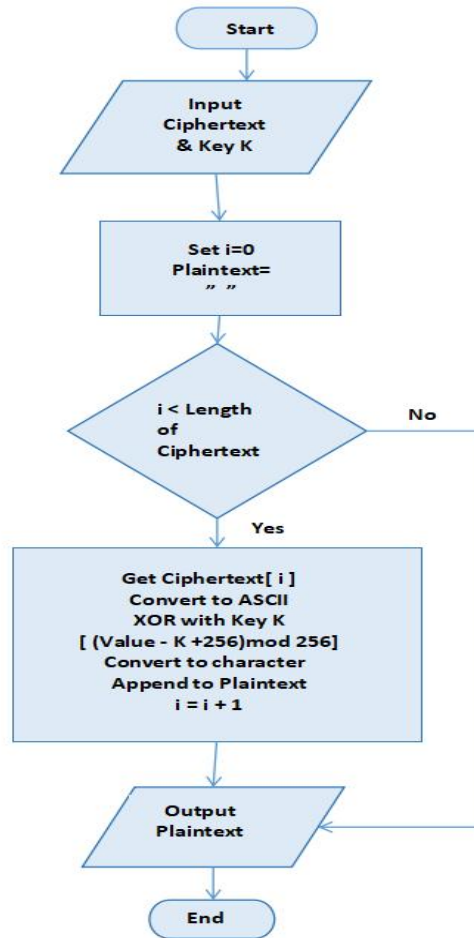 Start
Input
Ciphertext
& Key K
Set i=0
Plaintext=
” ”
i < Length
of
Ciphertext
No
Yes
Get Ciphertext[ i ]
Convert to ASCII
XOR with Key K
[ (Value - K +256)mod 256]
Convert to character
Append to Plaintext
i = i + 1
Output
Plaintext
End